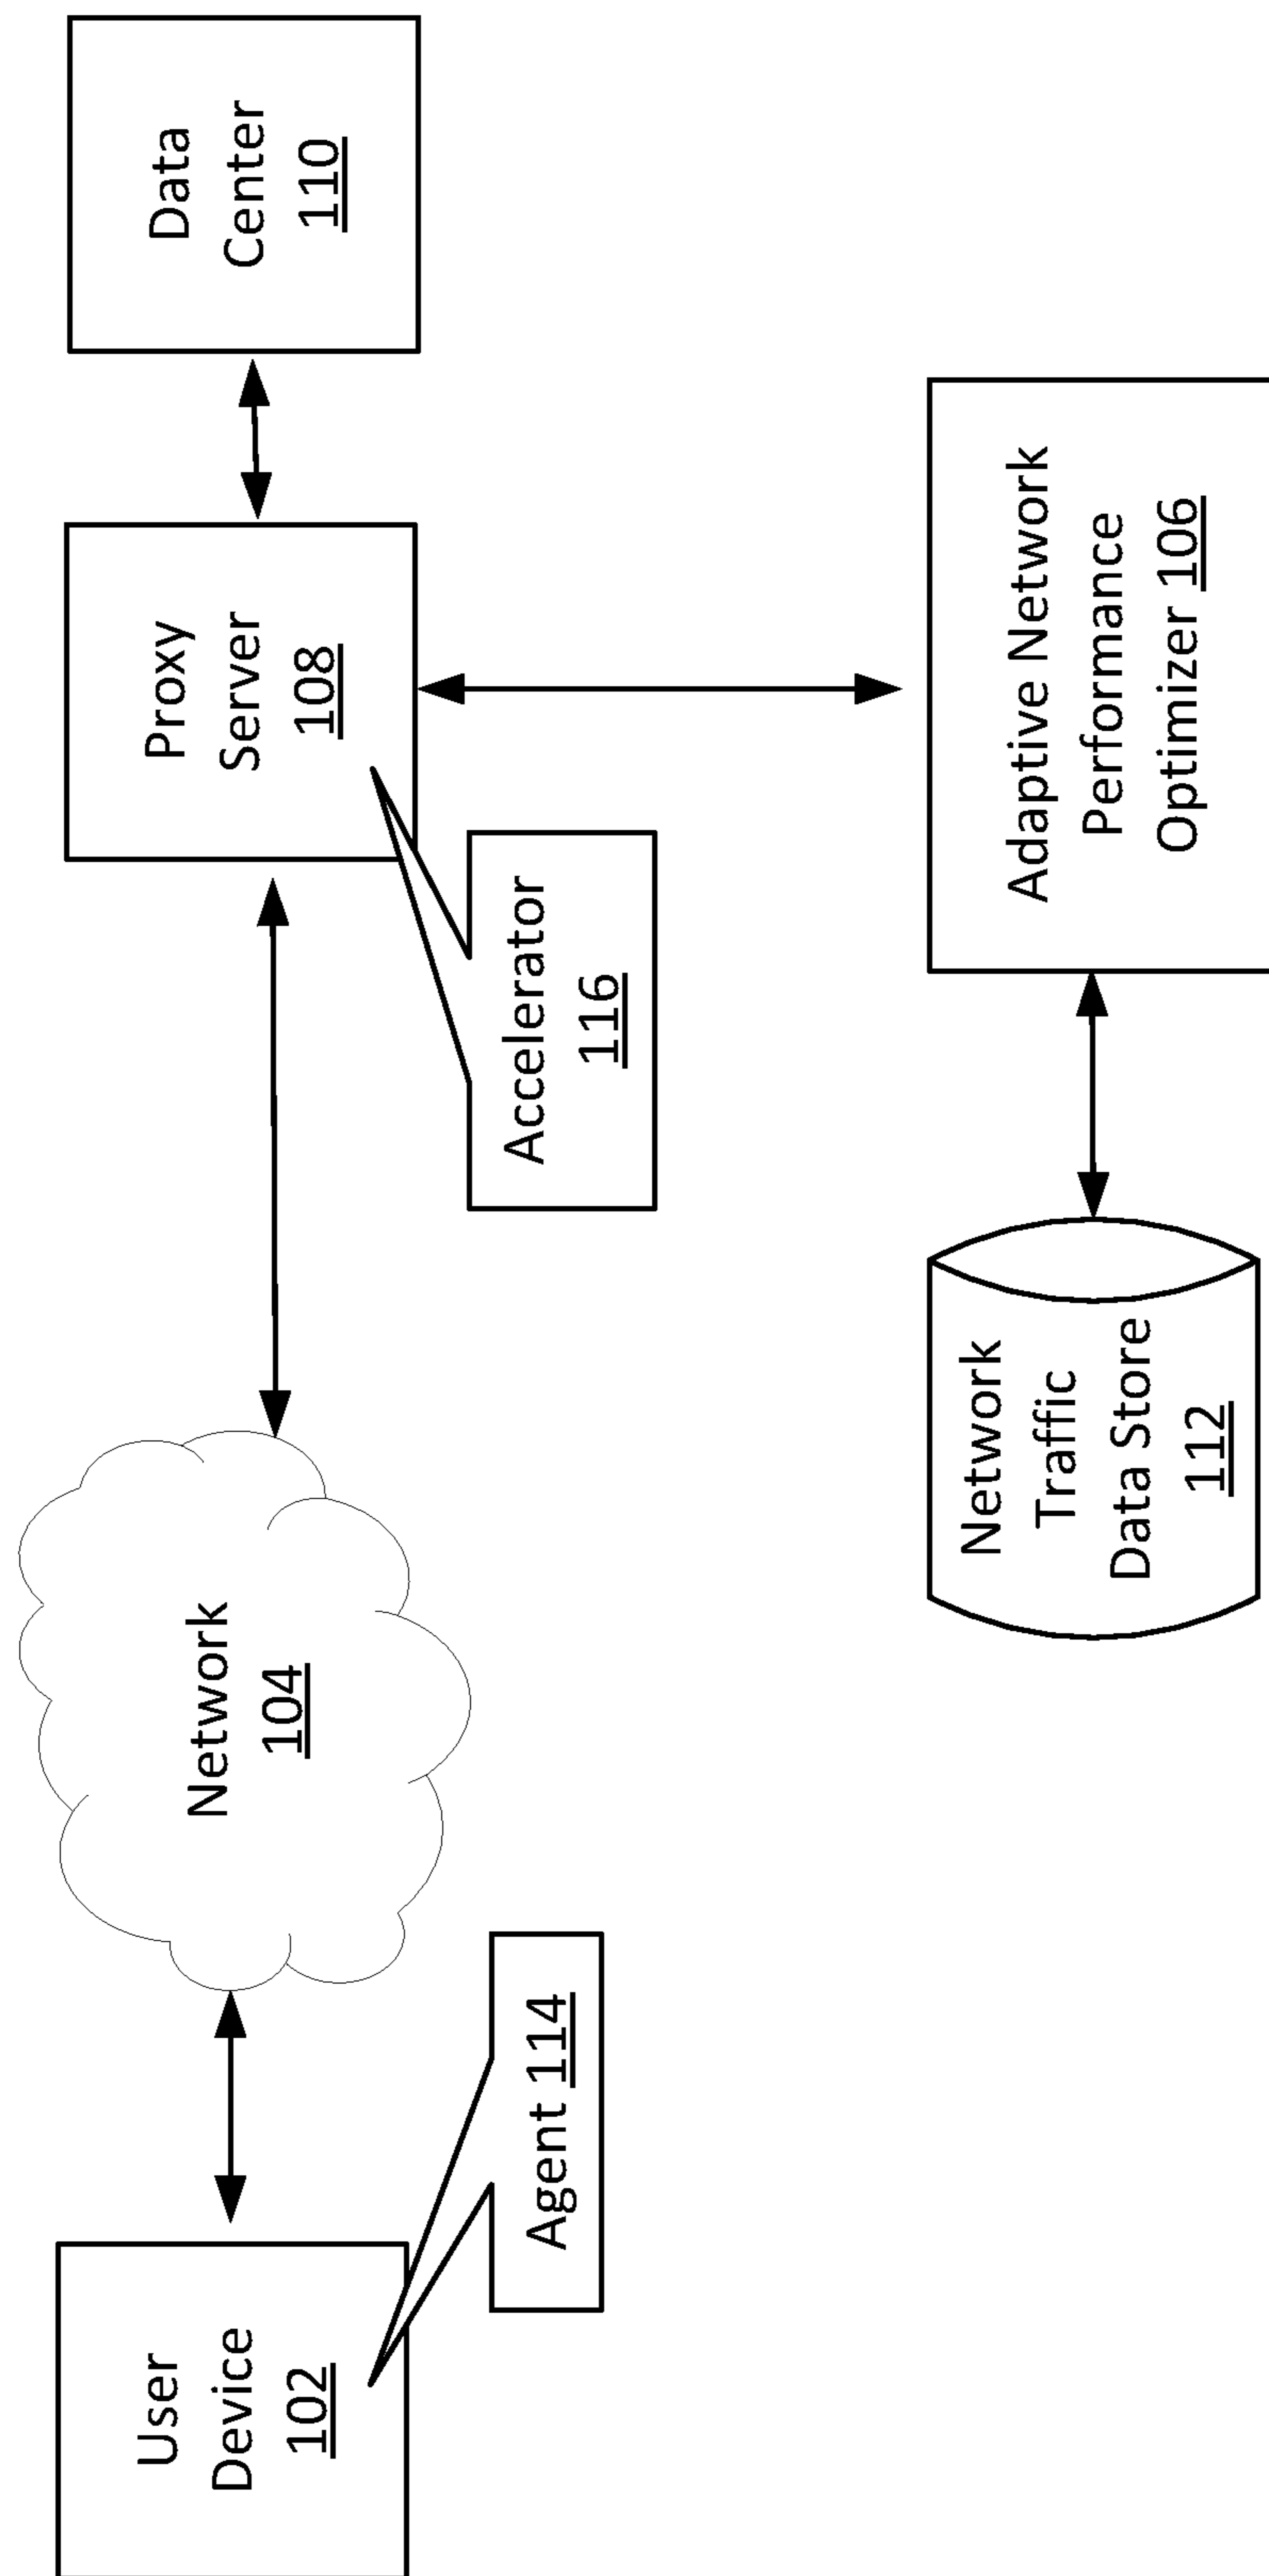 User
Device
102
Agent 114
Network
104
Proxy
Server
108
Accelerator
116
Data
Center
110
Network
Traffic
Data Store
112
Adaptive Network
Performance
Optimizer 106